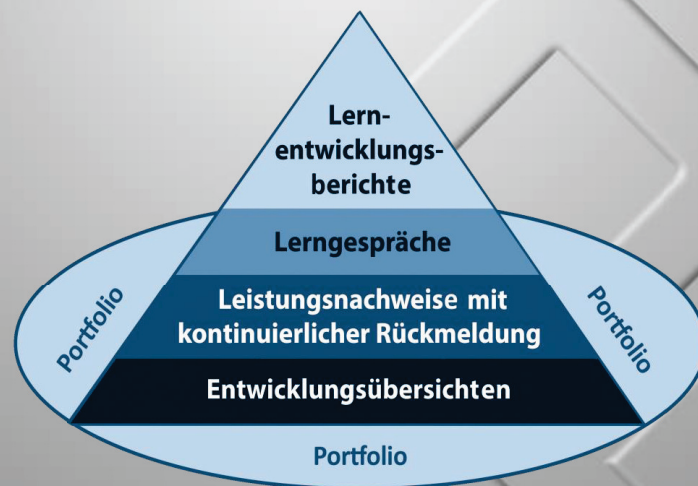 Lern-
entwicklungs-
berichte
Lerngespräche
Leistungsnachweise mit
kontinuierlicher Rückmeldung
Entwicklungsübersichten
Portfolio
Portfolio
Portfolio